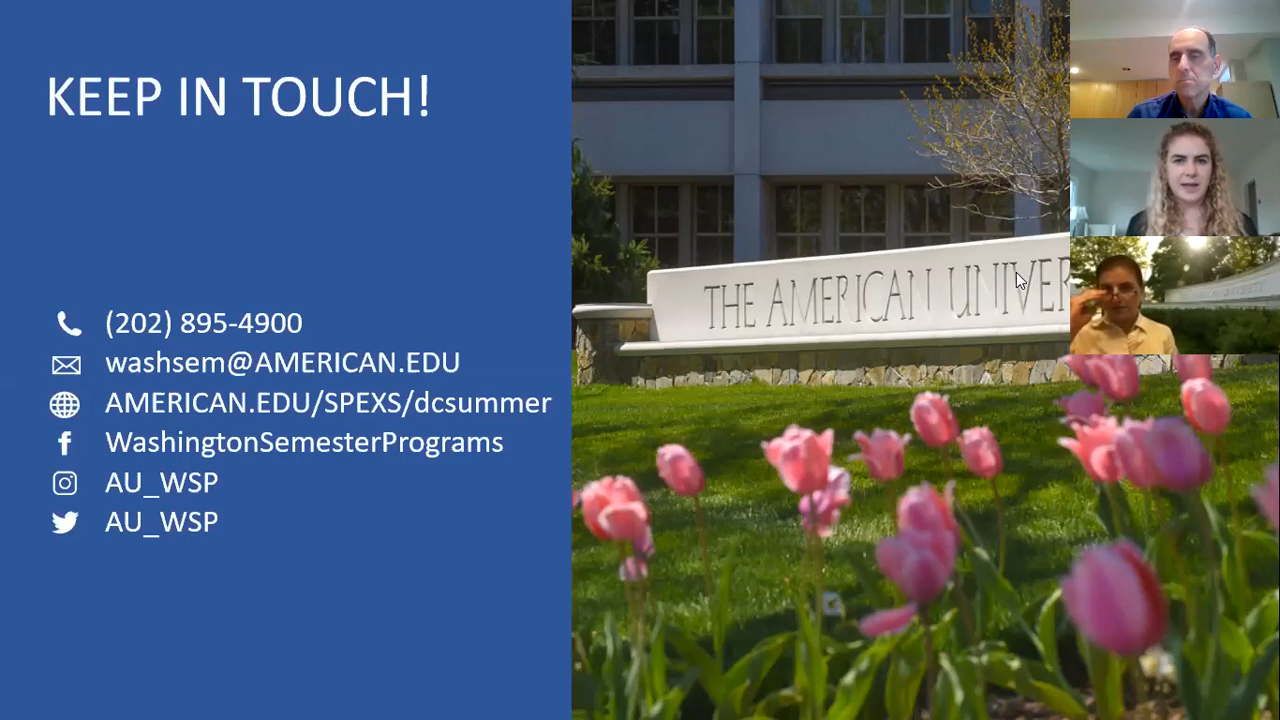 KEEP IN TOUCH!
(202) 895-4900
washsem@AMERICAN.EDU
AMERICAN.EDU/SPEXS/dcsummer
WashingtonSemesterPrograms
AU_WSP
AU_WSP
THE AMERICAN UNIVER